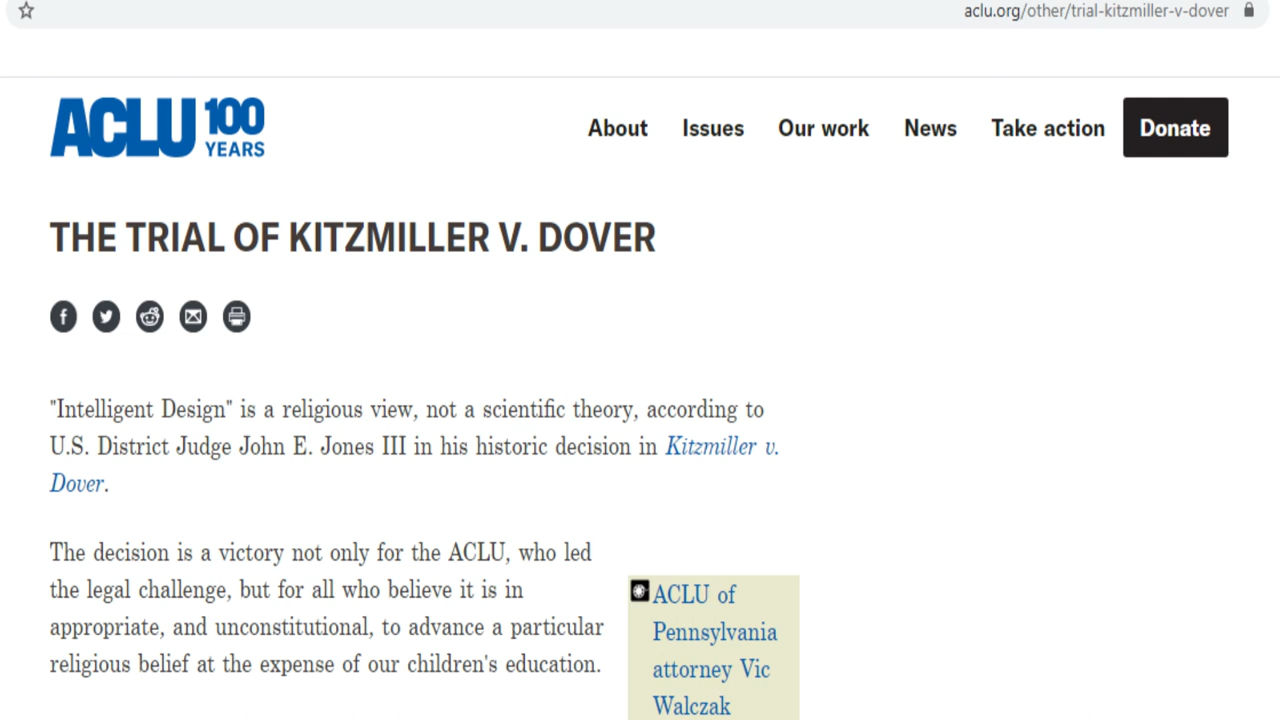 aclu.org/other/trial-kitzmiller-v-dover
ACLU 100 YEARS
About Issues Our work News Take action Donate
THE TRIAL OF KITZMILLER V. DOVER
"Intelligent Design" is a religious view, not a scientific theory, according to
U.S. District Judge John E. Jones III in his historic decision in Kitzmiller v.
Dover.
The decision is a victory not only for the ACLU, who led
the legal challenge, but for all who believe it is in
appropriate, and unconstitutional, to advance a particular
religious belief at the expense of our children's education.
ACLU of
Pennsylvania
attorney Vic
Walczak